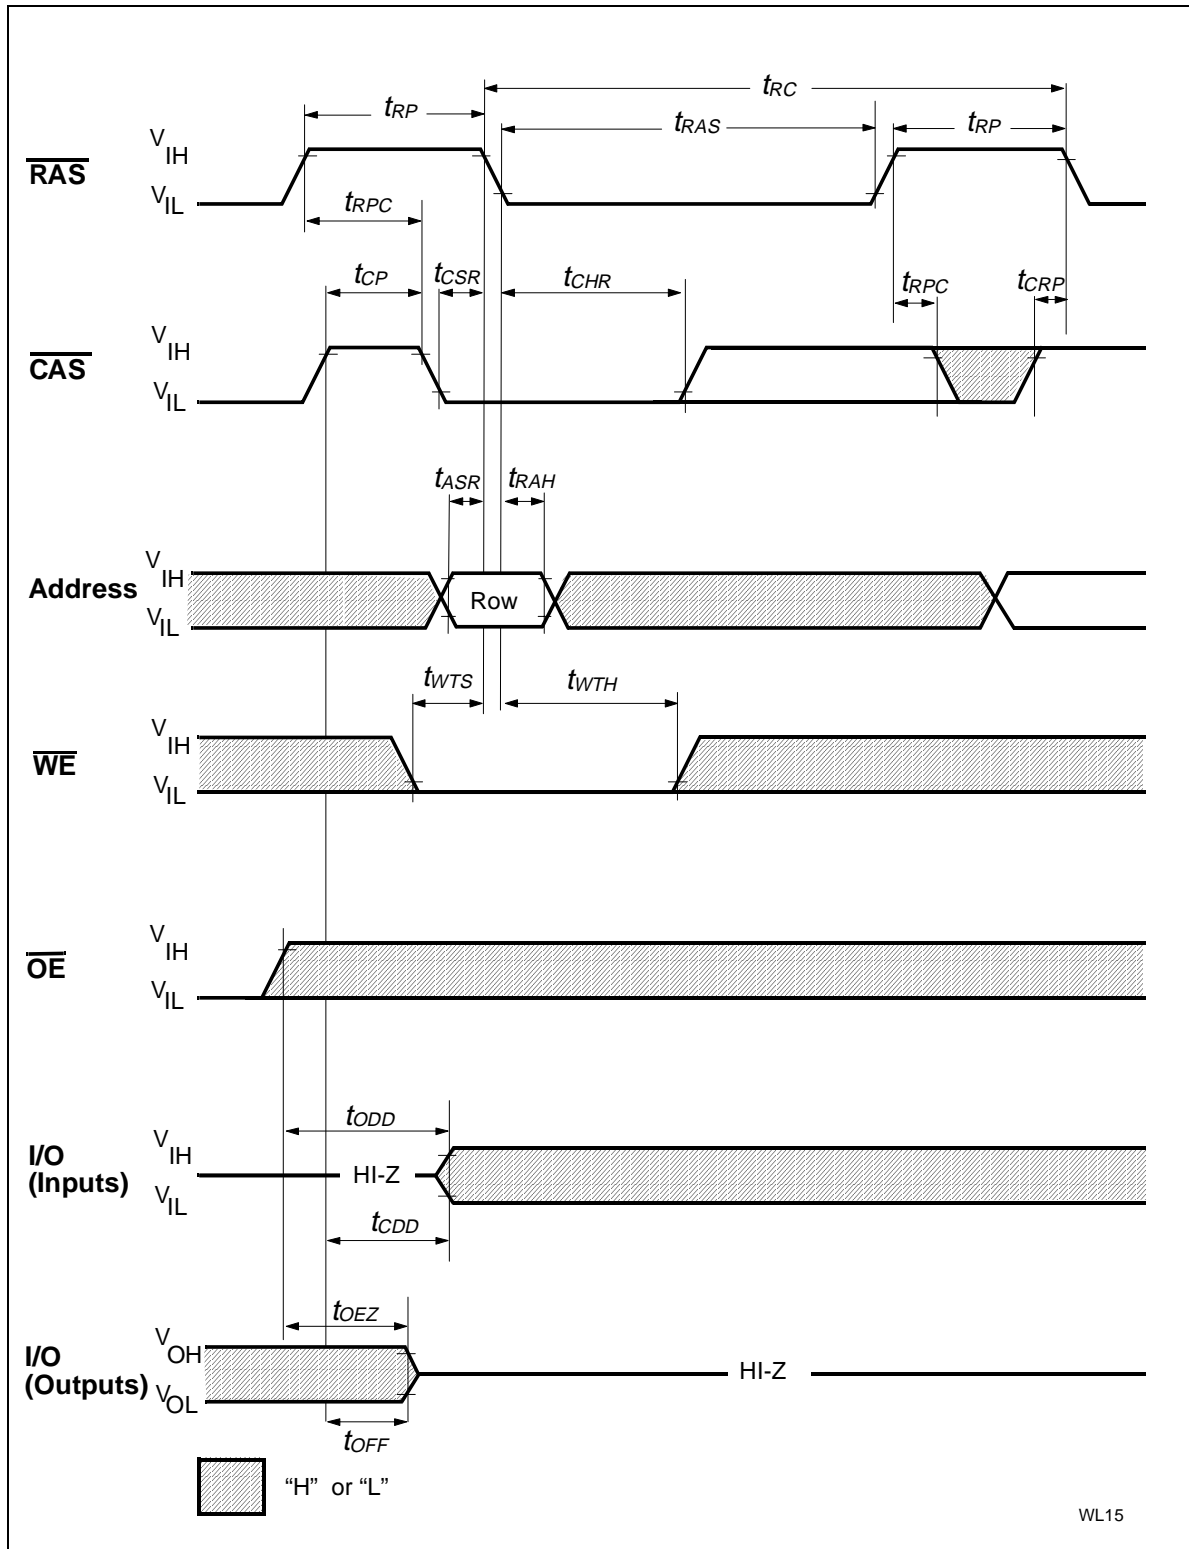 tRC
tRP
tRAS
tRP
RAS
VIH
VIL
tRPC
tCP
tCSR
tCHR
tRPC
tCRP
CAS
VIH
VIL
tASR
tRAH
Address
VIH
VIL
Row
tWTS
tWTH
WE
VIH
VIL
OE
VIH
VIL
tODD
I/O
(Inputs)
VIH
VIL
HI-Z
tCDD
tOEZ
I/O
(Outputs)
VOH
VOL
HI-Z
tOFF
“H” or “L”
WL15